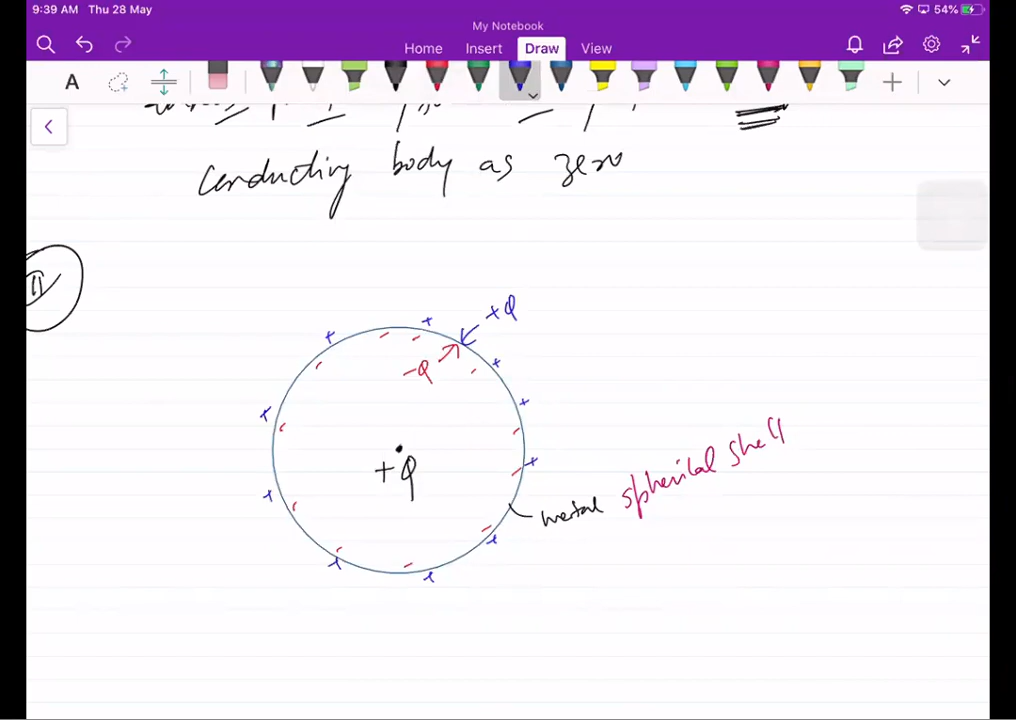 9:39 AM Thu 28 May
54%
My Notebook
Home Insert Draw View
A
conducting body as zero
II
+Q
-Q
+Q
metal spherical shell